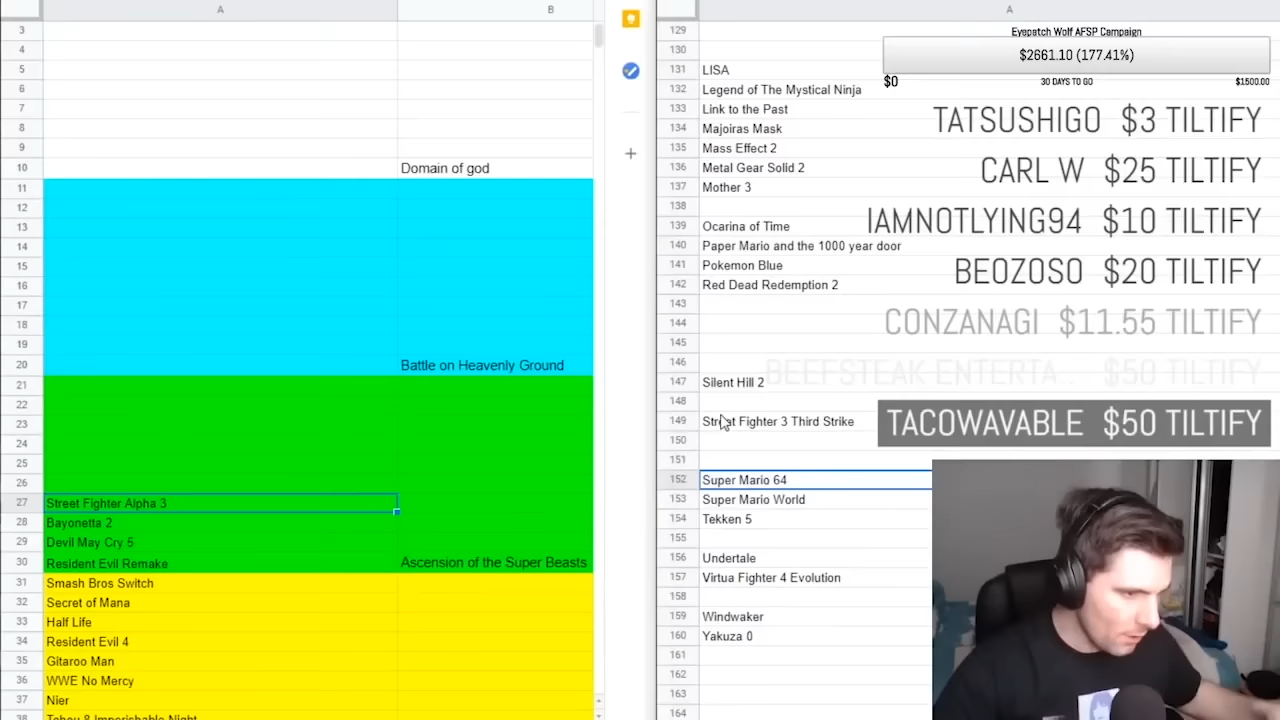 A
B
3
4
5
6
7
8
9
10 Domain of god
11
12
13
14
15
16
17
18
19
20 Battle on Heavenly Ground
21
22
23
24
25
26
27 Street Fighter Alpha 3
28 Bayonetta 2
29 Devil May Cry 5
30 Resident Evil Remake Ascension of the Super Beasts
31 Smash Bros Switch
32 Secret of Mana
33 Half Life
34 Resident Evil 4
35 Gitaroo Man
36 WWE No Mercy
37 Nier
38 Tohou 8 Imperishable Night
A
129
130
131 LISA
132 Legend of The Mystical Ninja
133 Link to the Past
134 Majoiras Mask
135 Mass Effect 2
136 Metal Gear Solid 2
137 Mother 3
138
139 Ocarina of Time
140 Paper Mario and the 1000 year door
141 Pokemon Blue
142 Red Dead Redemption 2
143
144
145
146
147 Silent Hill 2
148
149 Street Fighter 3 Third Strike
150
151
152 Super Mario 64
153 Super Mario World
154 Tekken 5
155
156 Undertale
157 Virtua Fighter 4 Evolution
158
159 Windwaker
160 Yakuza 0
161
162
163
164
Eyepatch Wolf AFSP Campaign
$2661.10 (177.41%)
$0 30 DAYS TO GO $1500.00
TATSUSHIGO $3 TILTIFY
CARL W $25 TILTIFY
IAMNOTLYING94 $10 TILTIFY
BEOZOSO $20 TILTIFY
CONZANAGI $11.55 TILTIFY
BEEFSTEAK ENTERTA... $50 TILTIFY
TACOWAVABLE $50 TILTIFY